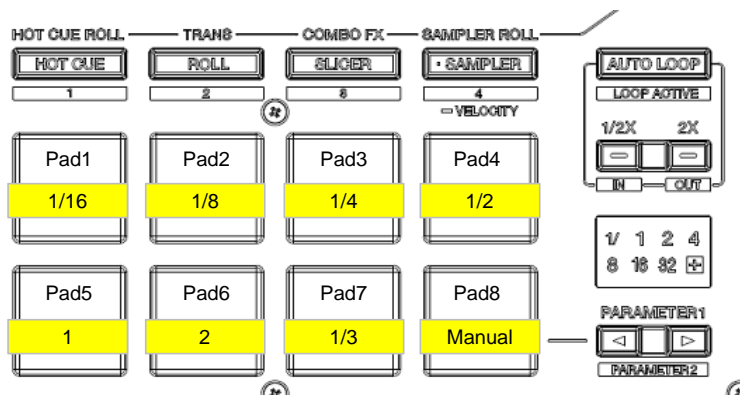 HOT CUE ROLL TRANS COMBO FX SAMPLER ROLL
HOT CUE ROLL SLICER SAMPLER AUTO LOOP
1 2 3 4 LOOP ACTIVE
VELOCITY
1/2X 2X
Pad1 Pad2 Pad3 Pad4
1/16 1/8 1/4 1/2
IN OUT
1/ 1 2 4
8 16 32 +
Pad5 Pad6 Pad7 Pad8
PARAMETER1
1 2 1/3 Manual
PARAMETER2